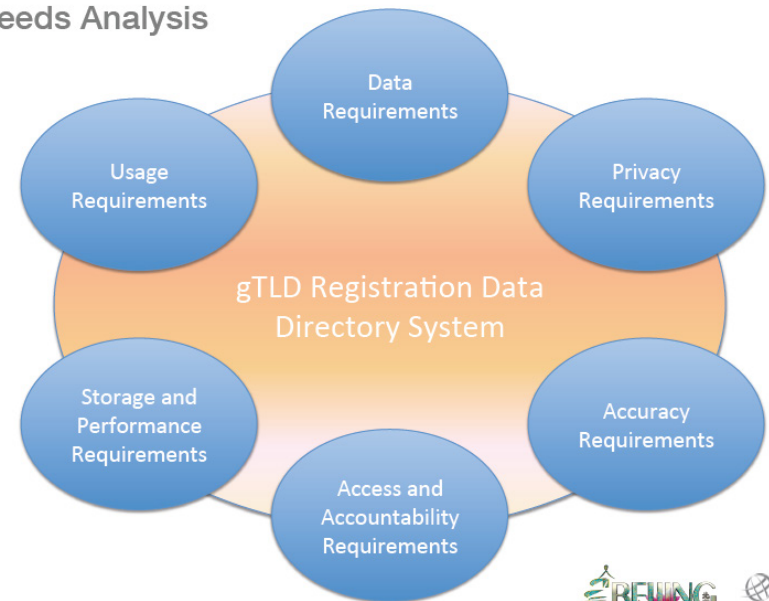 eeds Analysis
Data
Requirements
Usage
Requirements
Privacy
Requirements
gTLD Registration Data
Directory System
Storage and
Performance
Requirements
Accuracy
Requirements
Access and
Accountability
Requirements
BEIJING